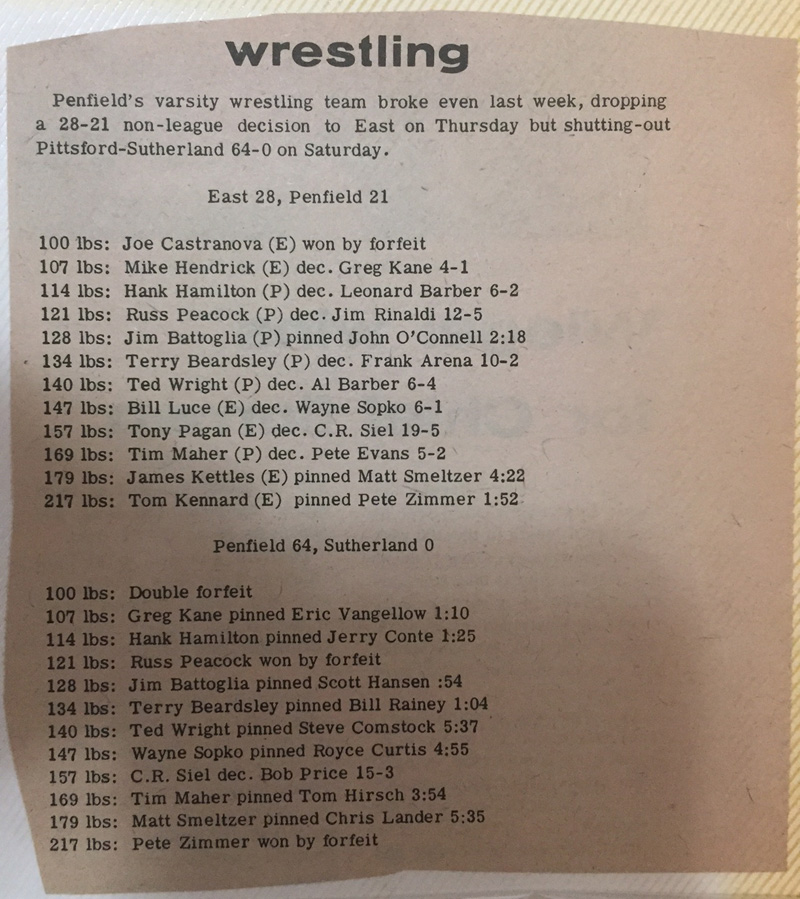 wrestling
Penfield's varsity wrestling team broke even last week, dropping
a 28-21 non-league decision to East on Thursday but shutting-out
Pittsford-Sutherland 64-0 on Saturday.
East 28, Penfield 21
100 lbs: Joe Castranova (E) won by forfeit
107 lbs: Mike Hendrick (E) dec. Greg Kane 4-1
114 lbs: Hank Hamilton (P) dec. Leonard Barber 6-2
121 lbs: Russ Peacock (P) dec. Jim Rinaldi 12-5
128 lbs: Jim Battoglia (P) pinned John O'Connell 2:18
134 lbs: Terry Beardsley (P) dec. Frank Arena 10-2
140 lbs: Ted Wright (P) dec. Al Barber 6-4
147 lbs: Bill Luce (E) dec. Wayne Sopko 6-1
157 lbs: Tony Pagan (E) dec. C.R. Siel 19-5
169 lbs: Tim Maher (P) dec. Pete Evans 5-2
179 lbs: James Kettles (E) pinned Matt Smeltzer 4:22
217 lbs: Tom Kennard (E) pinned Pete Zimmer 1:52
Penfield 64, Sutherland 0
100 lbs: Double forfeit
107 lbs: Greg Kane pinned Eric Vangellow 1:10
114 lbs: Hank Hamilton pinned Jerry Conte 1:25
121 lbs: Russ Peacock won by forfeit
128 lbs: Jim Battoglia pinned Scott Hansen :54
134 lbs: Terry Beardsley pinned Bill Rainey 1:04
140 lbs: Ted Wright pinned Steve Comstock 5:37
147 lbs: Wayne Sopko pinned Royce Curtis 4:55
157 lbs: C.R. Siel dec. Bob Price 15-3
169 lbs: Tim Maher pinned Tom Hirsch 3:54
179 lbs: Matt Smeltzer pinned Chris Lander 5:35
217 lbs: Pete Zimmer won by forfeit